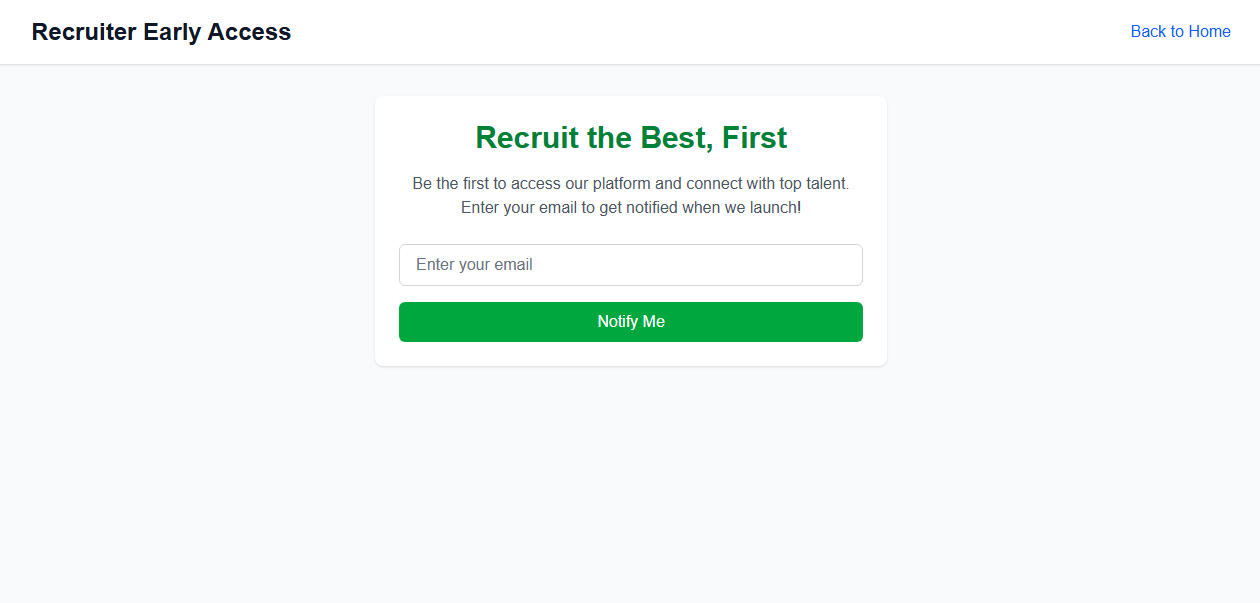 Recruiter Early Access
Back to Home
Recruit the Best, First
Be the first to access our platform and connect with top talent.
Enter your email to get notified when we launch!
Enter your email
Notify Me